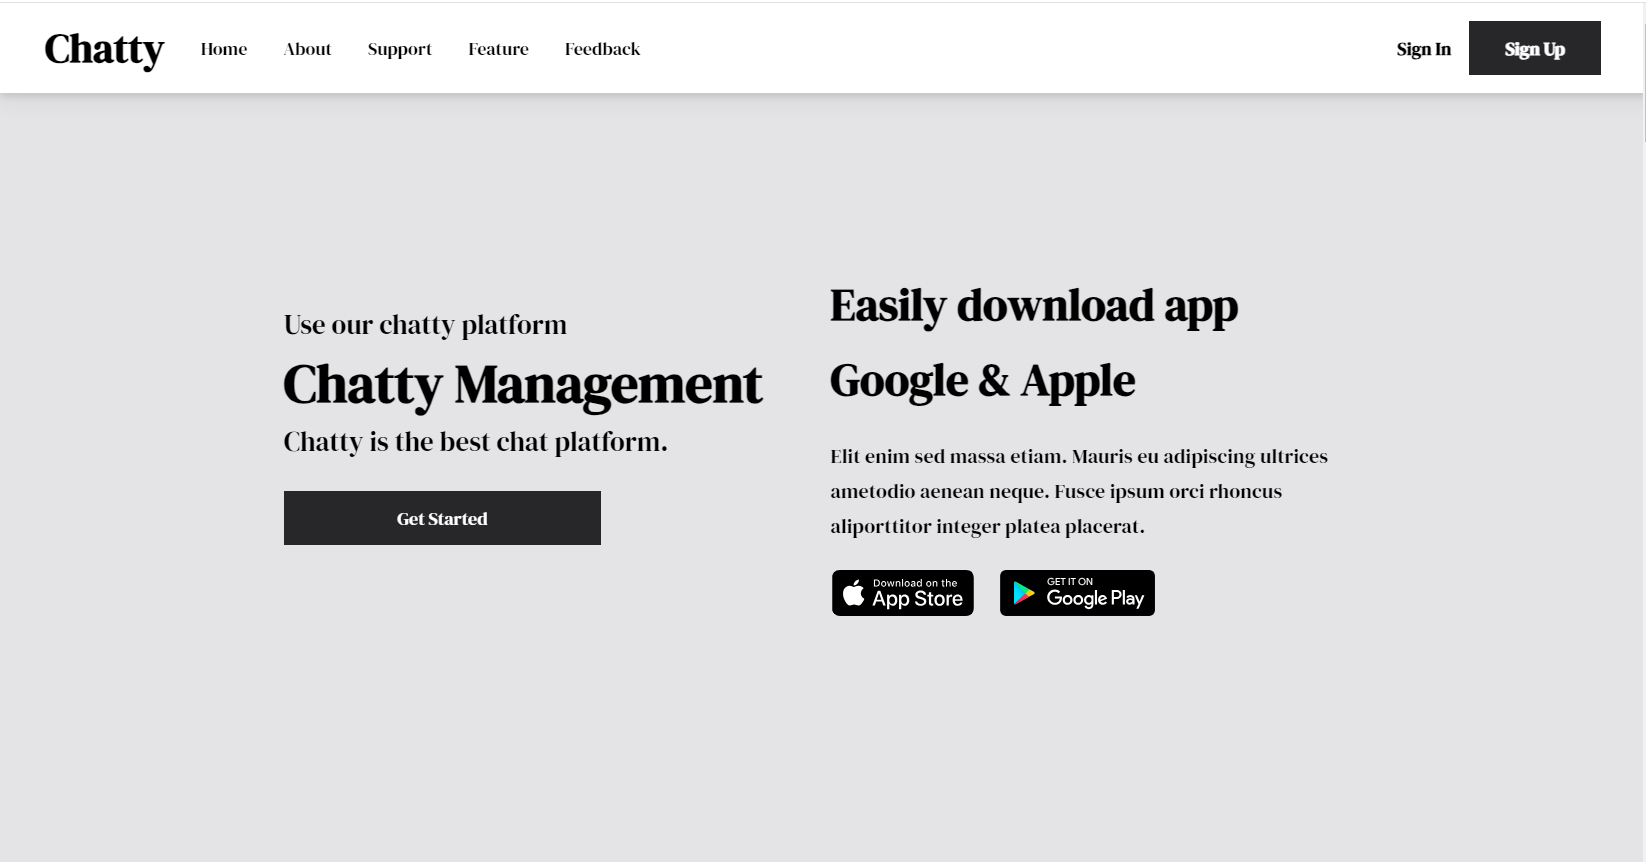 Chatty
Home
About
Support
Feature
Feedback
Sign In
Sign Up
Use our chatty platform
Chatty Management
Chatty is the best chat platform.
Get Started
Easily download app
Google & Apple
Elit enim sed massa etiam. Mauris eu adipiscing ultrices
ametodio aenean neque. Fusce ipsum orci rhoncus
aliporttitor integer platea placerat.
Download on the
App Store
GET IT ON
Google Play